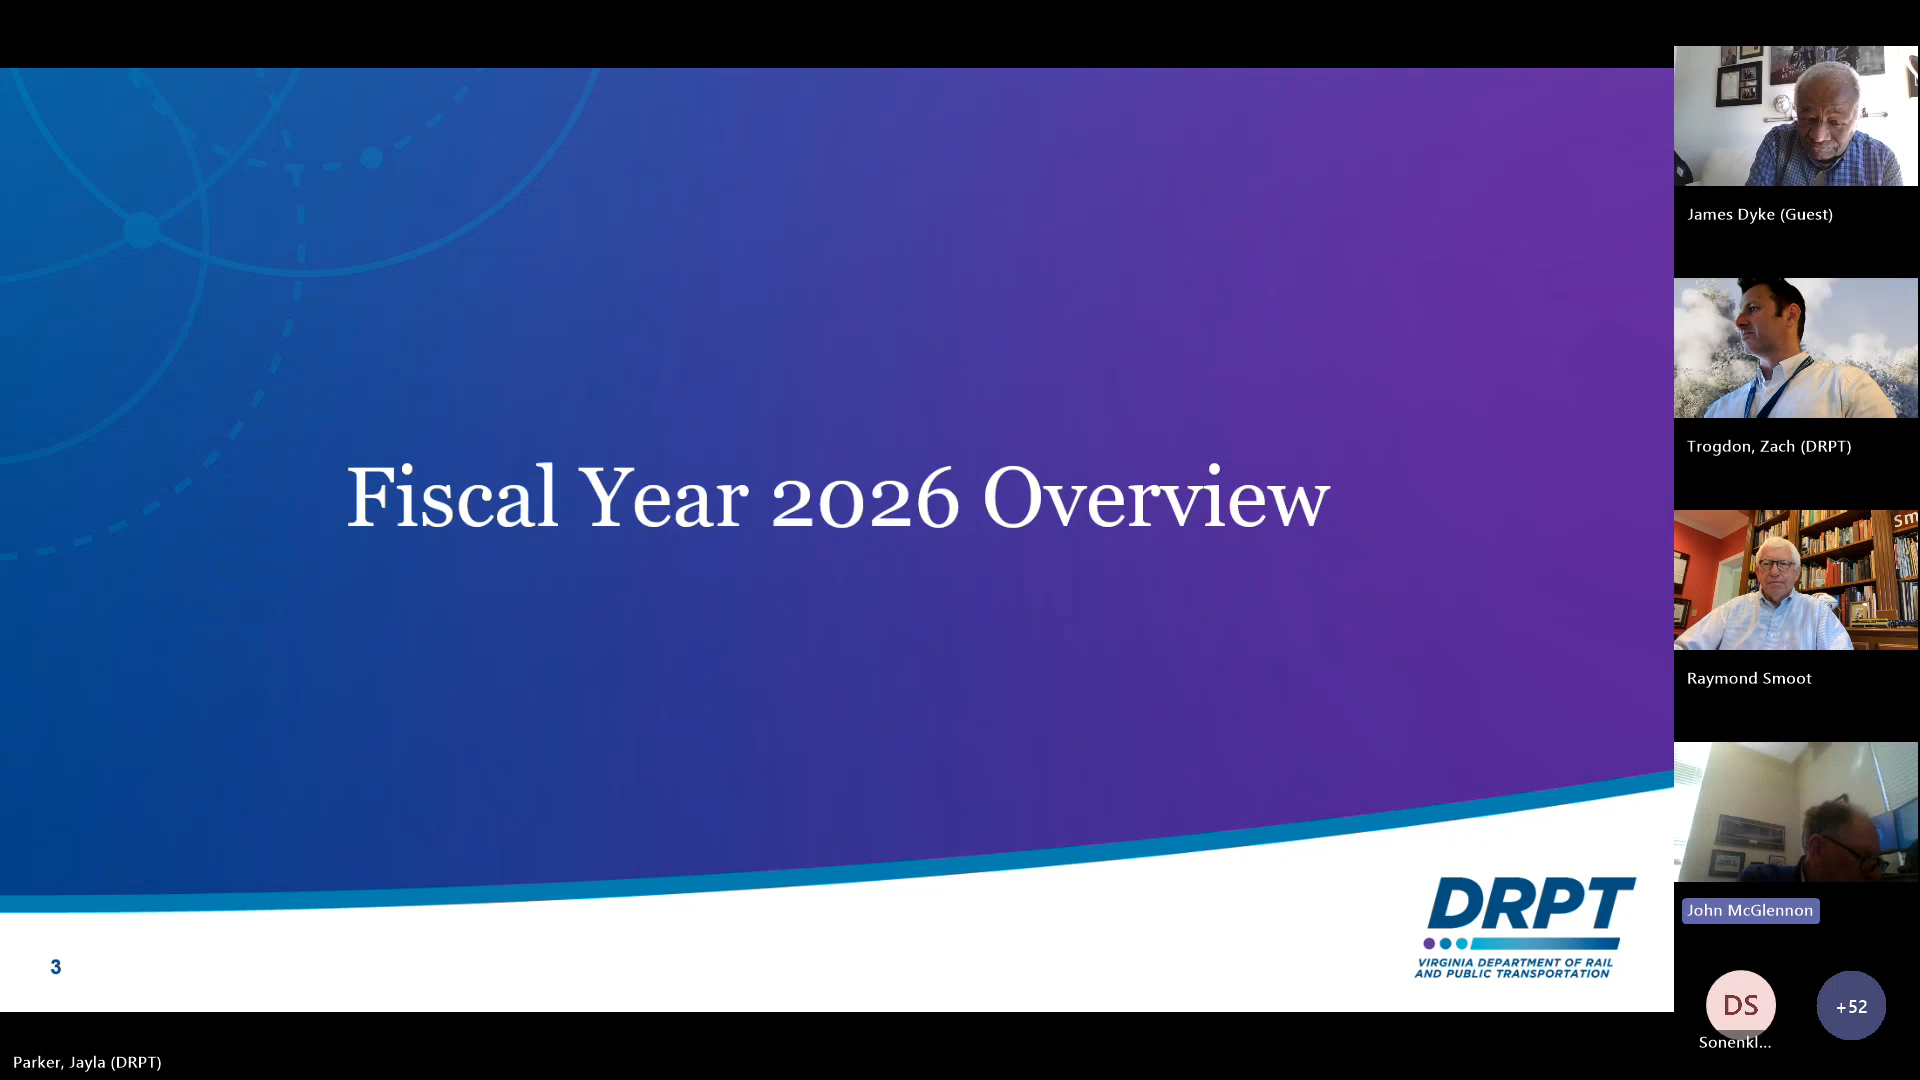 Fiscal Year 2026 Overview
3
DRPT
VIRGINIA DEPARTMENT OF RAIL
AND PUBLIC TRANSPORTATION
Parker, Jayla (DRPT)
James Dyke (Guest)
Trogdon, Zach (DRPT)
sm
Raymond Smoot
John McGlennon
DS
Sonenkl...
+52